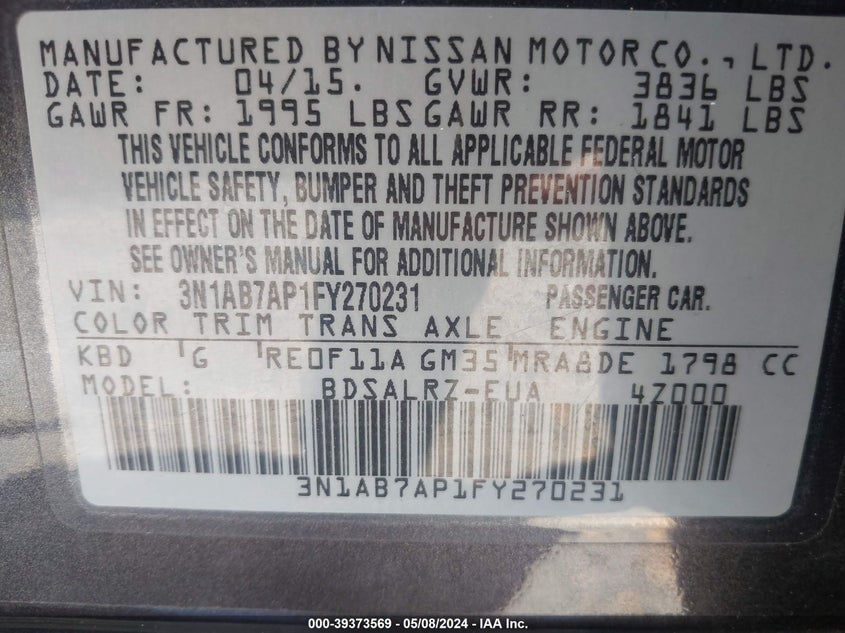 MANUFACTURED BY NISSAN MOTOR CO., LTD.
DATE: 04/15. GVWR: 3836 LBS
GAWR FR: 1995 LBS GAWR RR: 1841 LBS
THIS VEHICLE CONFORMS TO ALL APPLICABLE FEDERAL MOTOR
VEHICLE SAFETY, BUMPER AND THEFT PREVENTION STANDARDS
IN EFFECT ON THE DATE OF MANUFACTURE SHOWN ABOVE.
SEE OWNER'S MANUAL FOR ADDITIONAL INFORMATION.
VIN: 3N1AB7AP1FY270231 PASSENGER CAR.
COLOR TRIM TRANS AXLE ENGINE
KBD G RE0F11A GM35 MRA8DE 1798 CC
MODEL: BDSALRZ-EUA 4Z000
3N1AB7AP1FY270231
000-39373569 - 05/08/2024 - IAA, Inc.